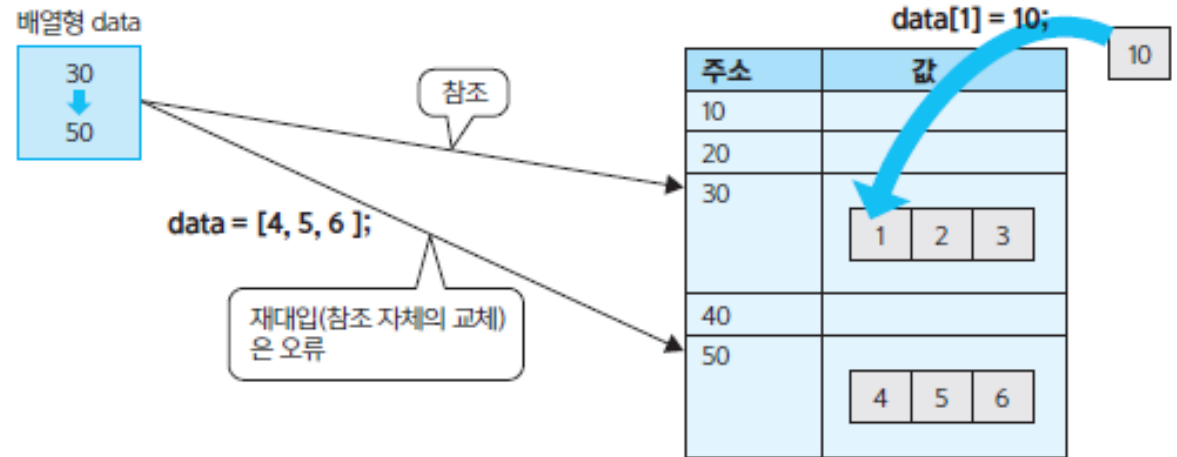 배열형 data
30
50
참조
data = [4, 5, 6 ];
재대입(참조 자체의 교체)
은 오류
data[1] = 10;
10
주소 값
10
20
30
1 2 3
40
50
4 5 6